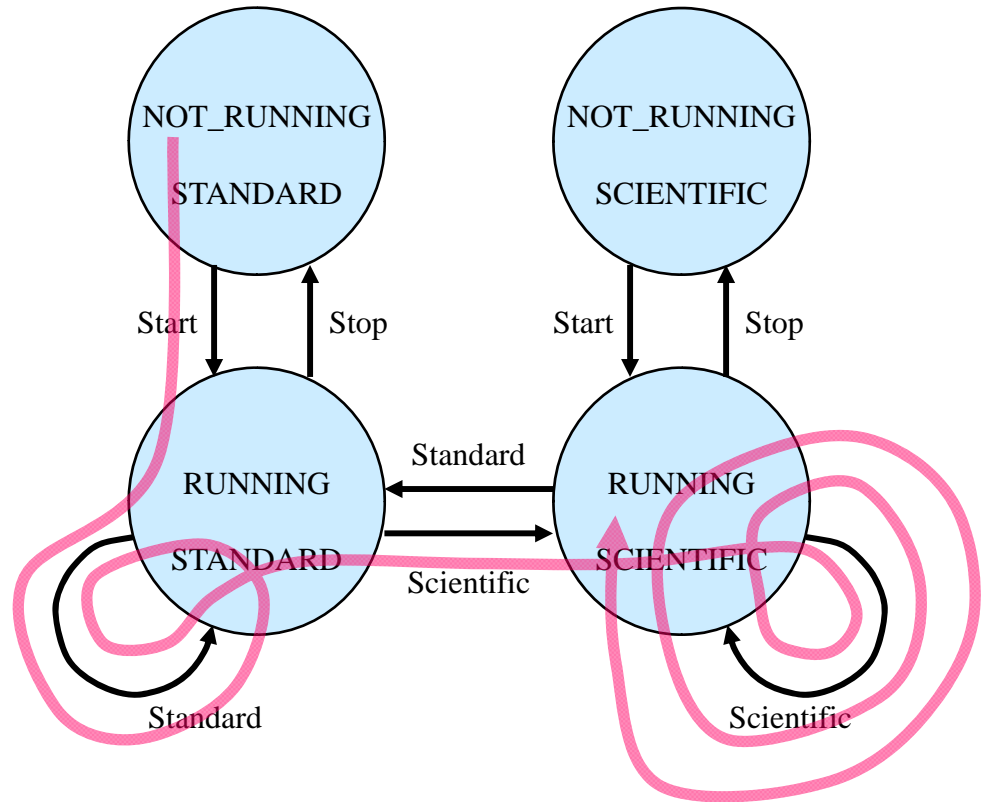 NOT_RUNNING
STANDARD
NOT_RUNNING
SCIENTIFIC
Start
Stop
Start
Stop
Standard
RUNNING
STANDARD
RUNNING
SCIENTIFIC
Scientific
Standard
Scientific